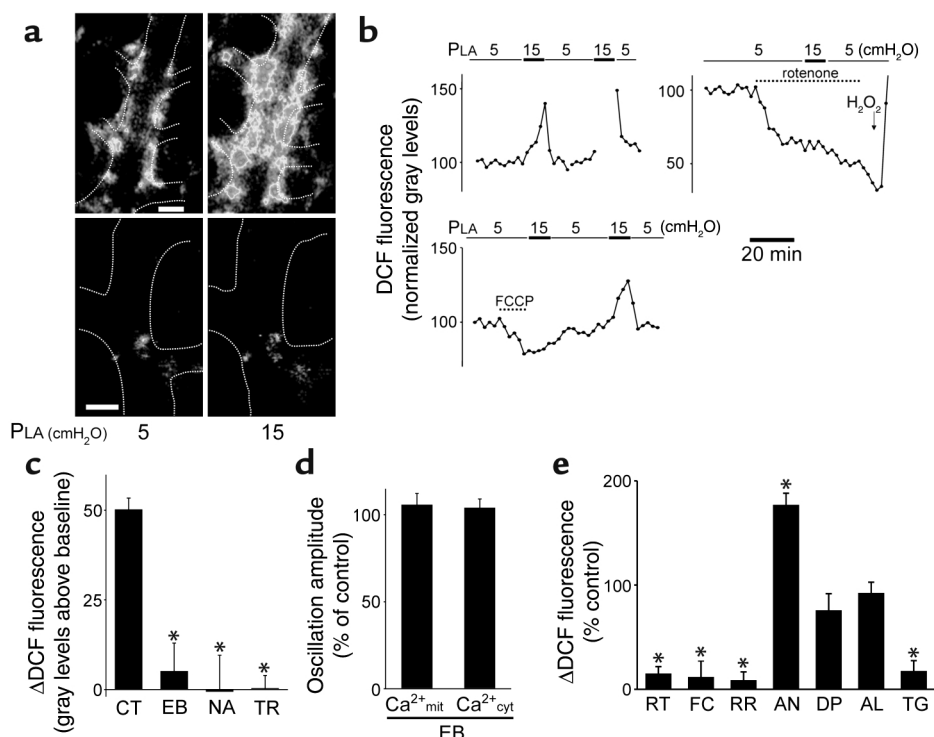 a
PLA (cmH2O) 5 15
b
DCF fluorescence
(normalized gray levels)
PLA 5 15 5 15 5
150
100
5 15 5 (cmH2O)
rotenone
H2O2
100
50
PLA 5 15 5 15 5 (cmH2O)
150
FCCP
100
20 min
c
ΔDCF fluorescence
(gray levels above baseline)
50
25
0
CT EB NA TR
* * *
d
Oscillation amplitude
(% of control)
100
50
0
Ca2+mit Ca2+cyt
EB
e
ΔDCF fluorescence
(% control)
200
100
0
* * * * *
RT FC RR AN DP AL TG